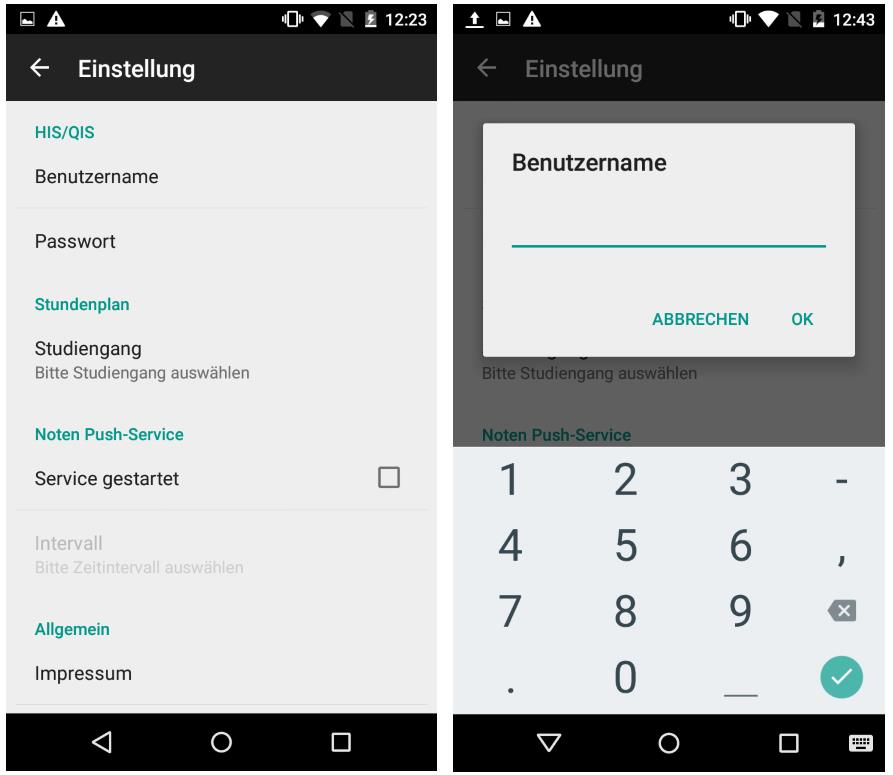 12:23
Einstellung
HIS/QIS
Benutzername
Passwort
Stundenplan
Studiengang
Bitte Studiengang auswählen
Noten Push-Service
Service gestartet
Intervall
Bitte Zeitintervall auswählen
Allgemein
Impressum
12:43
Einstellung
Benutzername
ABBRECHEN OK
Bitte Studiengang auswählen
Noten Push-Service
1 2 3 -
4 5 6 ,
7 8 9
. 0 _